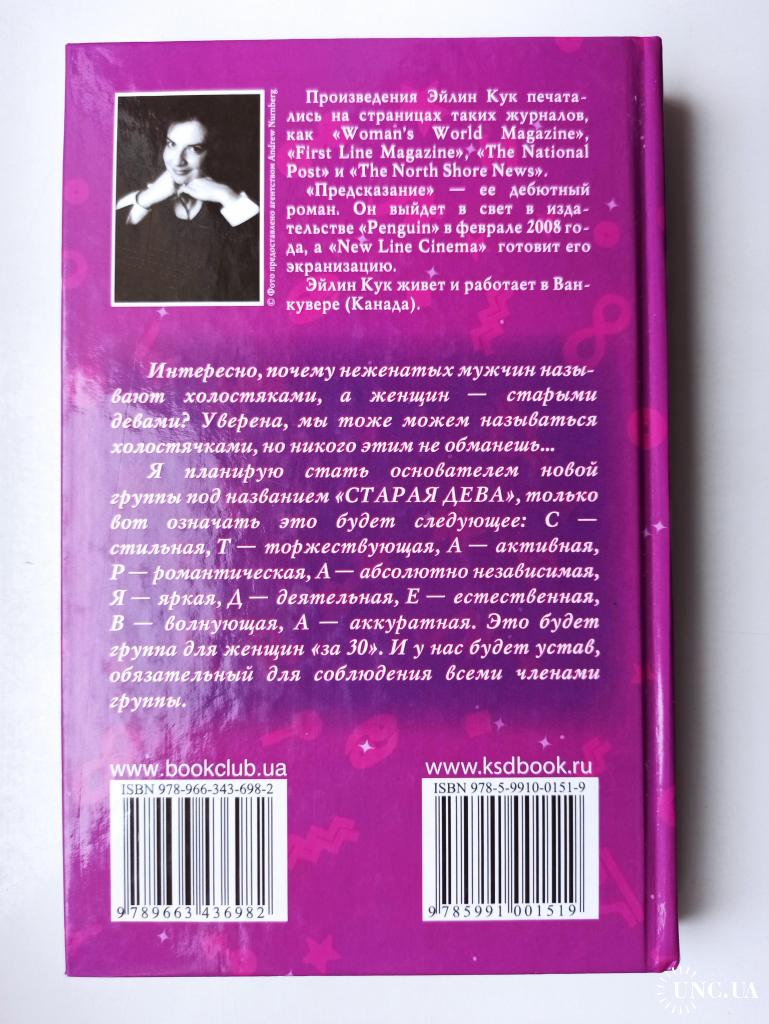 Произведения Эйлин Кук печата-
лись на страницах таких журналов,
как «Woman's World Magazine»,
«First Line Magazine», «The National
Post» и «The North Shore News».
«Предсказание» — ее дебютный
роман. Он выйдет в свет в изда-
тельстве «Penguin» в феврале 2008 го-
да, а «New Line Cinema» готовит его
экранизацию.
Эйлин Кук живет и работает в Ван-
кувере (Канада).
© Фото предоставлено агентством Andrew Nurnberg
Интересно, почему неженатых мужчин назы-
вают холостяками, а женщин — старыми
девами? Уверена, мы тоже можем называться
холостячками, но никого этим не обманешь...
Я планирую стать основателем новой
группы под названием «СТАРАЯ ДЕВА», только
вот означать это будет следующее: С —
стильная, Т — торжествующая, А — активная,
Р — романтическая, А — абсолютно независимая,
Я — яркая, Д — деятельная, Е — естественная,
В — волнующая, А — аккуратная. Это будет
группа для женщин «за 30». И у нас будет устав,
обязательный для соблюдения всеми членами
группы.
www.bookclub.ua
ISBN 978-966-343-698-2
9 789663 436982
www.ksdbook.ru
ISBN 978-5-9910-0151-9
9 785991 001519
UNC.UA